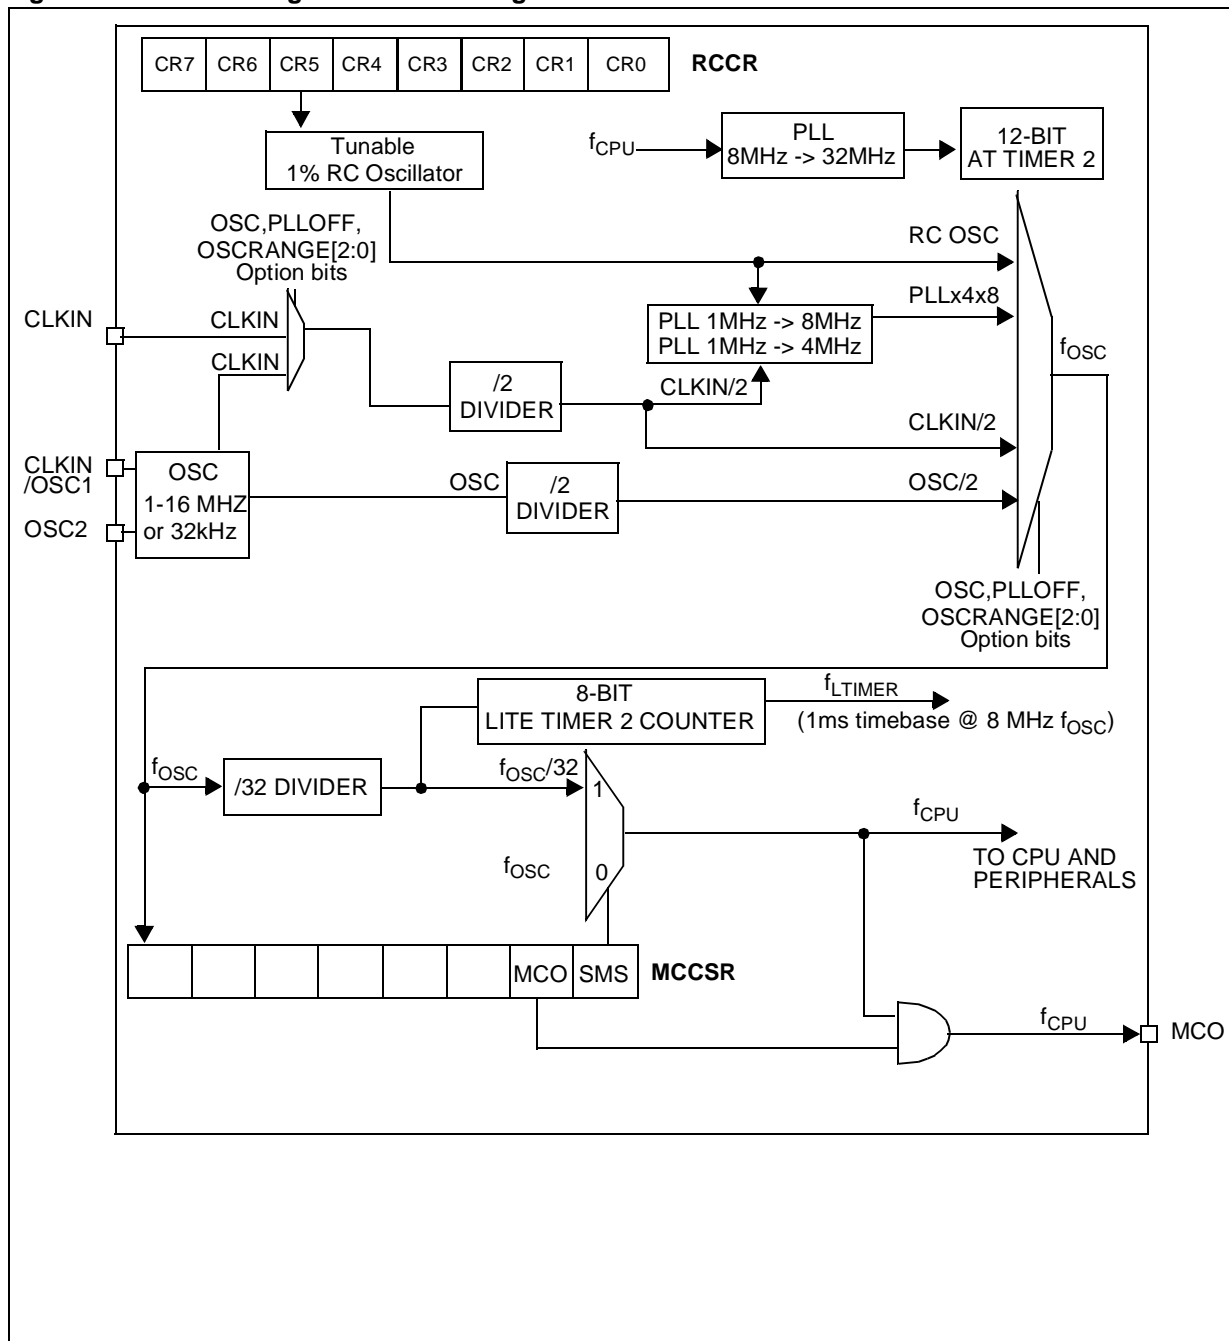 CR7 CR6 CR5 CR4 CR3 CR2 CR1 CR0 RCCR
Tunable
1% RC Oscillator
fCPU
PLL
8MHz -> 32MHz
12-BIT
AT TIMER 2
OSC,PLLOFF,
OSCRANGE[2:0]
Option bits
RC OSC
PLLx4x8
CLKIN
CLKIN
CLKIN
PLL 1MHz -> 8MHz
PLL 1MHz -> 4MHz
fOSC
/2
DIVIDER
CLKIN/2
CLKIN/2
CLKIN
/OSC1
OSC2
OSC
1-16 MHZ
or 32kHz
OSC
/2
DIVIDER
OSC/2
OSC,PLLOFF,
OSCRANGE[2:0]
Option bits
8-BIT
LITE TIMER 2 COUNTER
fLTIMER
(1ms timebase @ 8 MHz fOSC)
fOSC
/32 DIVIDER
fOSC/32
1
fOSC
0
fCPU
TO CPU AND
PERIPHERALS
MCO SMS MCCSR
fCPU
MCO